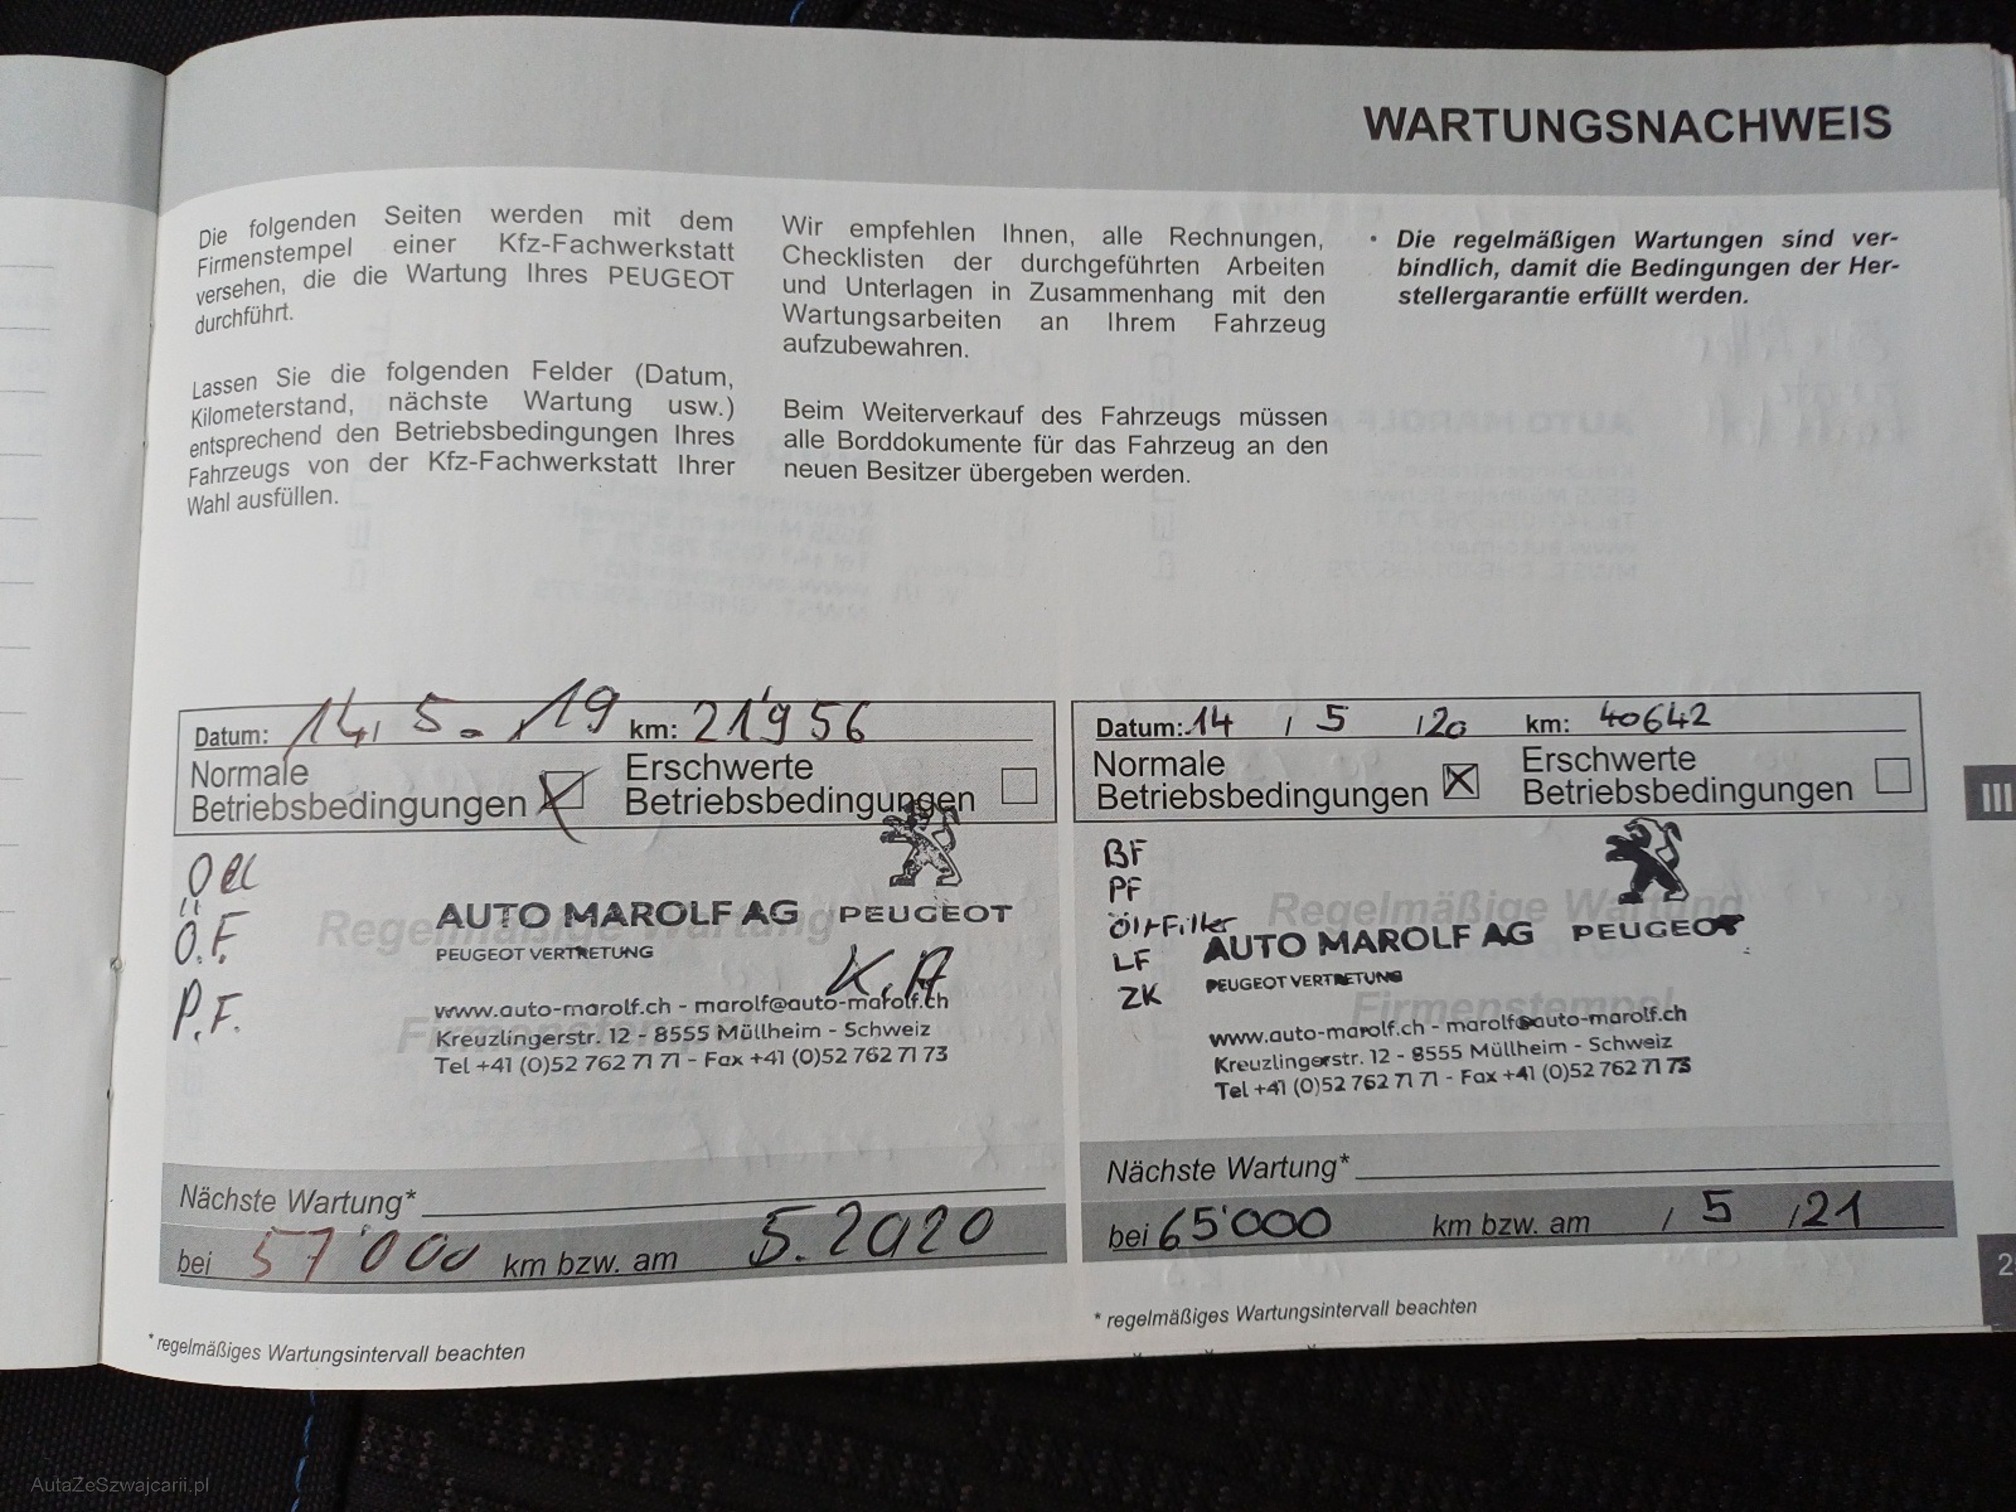 WARTUNGSNACHWEIS
Die folgenden Seiten werden mit dem
Firmenstempel einer Kfz-Fachwerkstatt
versehen, die die Wartung Ihres PEUGEOT
durchführt.
Lassen Sie die folgenden Felder (Datum,
Kilometerstand, nächste Wartung usw.)
entsprechend den Betriebsbedingungen Ihres
Fahrzeugs von der Kfz-Fachwerkstatt Ihrer
Wahl ausfüllen.
Wir empfehlen Ihnen, alle Rechnungen,
Checklisten der durchgeführten Arbeiten
und Unterlagen in Zusammenhang mit den
Wartungsarbeiten an Ihrem Fahrzeug
aufzubewahren.
Beim Weiterverkauf des Fahrzeugs müssen
alle Borddokumente für das Fahrzeug an den
neuen Besitzer übergeben werden.
• Die regelmäßigen Wartungen sind ver-
bindlich, damit die Bedingungen der Her-
stellergarantie erfüllt werden.
Datum: 14. 5. 19 km: 21'956
Normale
Betriebsbedingungen
Erschwerte
Betriebsbedingungen
Oel
Ö.F.
P.F.
Regelmäßige Wartung
Firmenstempel
AUTO MAROLF AG PEUGEOT
PEUGEOT VERTRETUNG
K.A
www.auto-marolf.ch - marolf@auto-marolf.ch
Kreuzlingerstr. 12 - 8555 Müllheim - Schweiz
Tel +41 (0)52 762 71 71 - Fax +41 (0)52 762 71 73
Nächste Wartung*
bei 57'000 km bzw. am 5.2020
* regelmäßiges Wartungsintervall beachten
Datum: 14 / 5 / 20 km: 40642
Normale
Betriebsbedingungen
Erschwerte
Betriebsbedingungen
BF
PF
Öl+Filter
LF
ZK
Regelmäßige Wartung
Firmenstempel
AUTO MAROLF AG PEUGEOT
PEUGEOT VERTRETUNG
www.auto-marolf.ch - marolf@auto-marolf.ch
Kreuzlingerstr. 12 - 8555 Müllheim - Schweiz
Tel +41 (0)52 762 71 71 - Fax +41 (0)52 762 71 73
Nächste Wartung*
bei 65'000 km bzw. am / 5 / 21
* regelmäßiges Wartungsintervall beachten
III
AutaZeSzwajcarii.pl